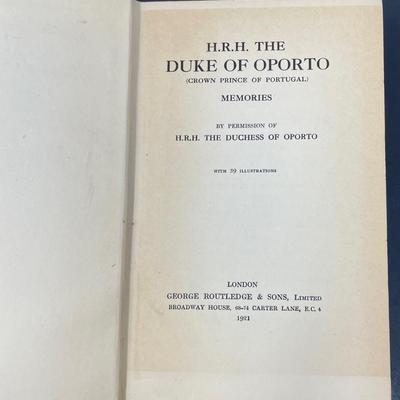 H.R.H. THE
DUKE OF OPORTO
(CROWN PRINCE OF PORTUGAL)
MEMORIES
BY PERMISSION OF
H.R.H. THE DUCHESS OF OPORTO
WITH 29 ILLUSTRATIONS
LONDON
GEORGE ROUTLEDGE & SONS, LIMITED
BROADWAY HOUSE, 68-74 CARTER LANE, E.C. 4
1921